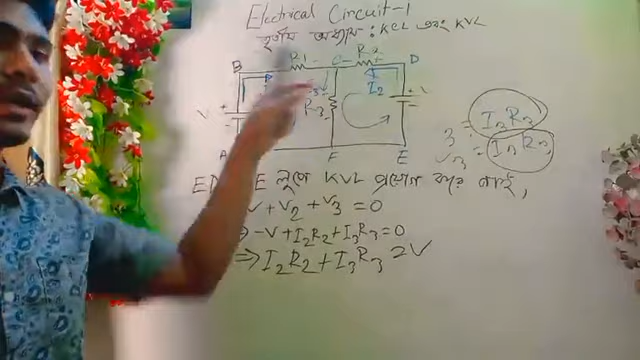 Electrical Circuit-1
তৃতীয় অধ্যায় : KCL এবং KVL
B R1 C R2 D
I2
V + R3 + V
A F E
I2R2
V3 = I3R3
লুপে KVL প্রয়োগ করে পাই,
V + V2 + V3 = 0
⇒ -V + I2R2 + I3R3 = 0
⇒ I2R2 + I3R3 = V